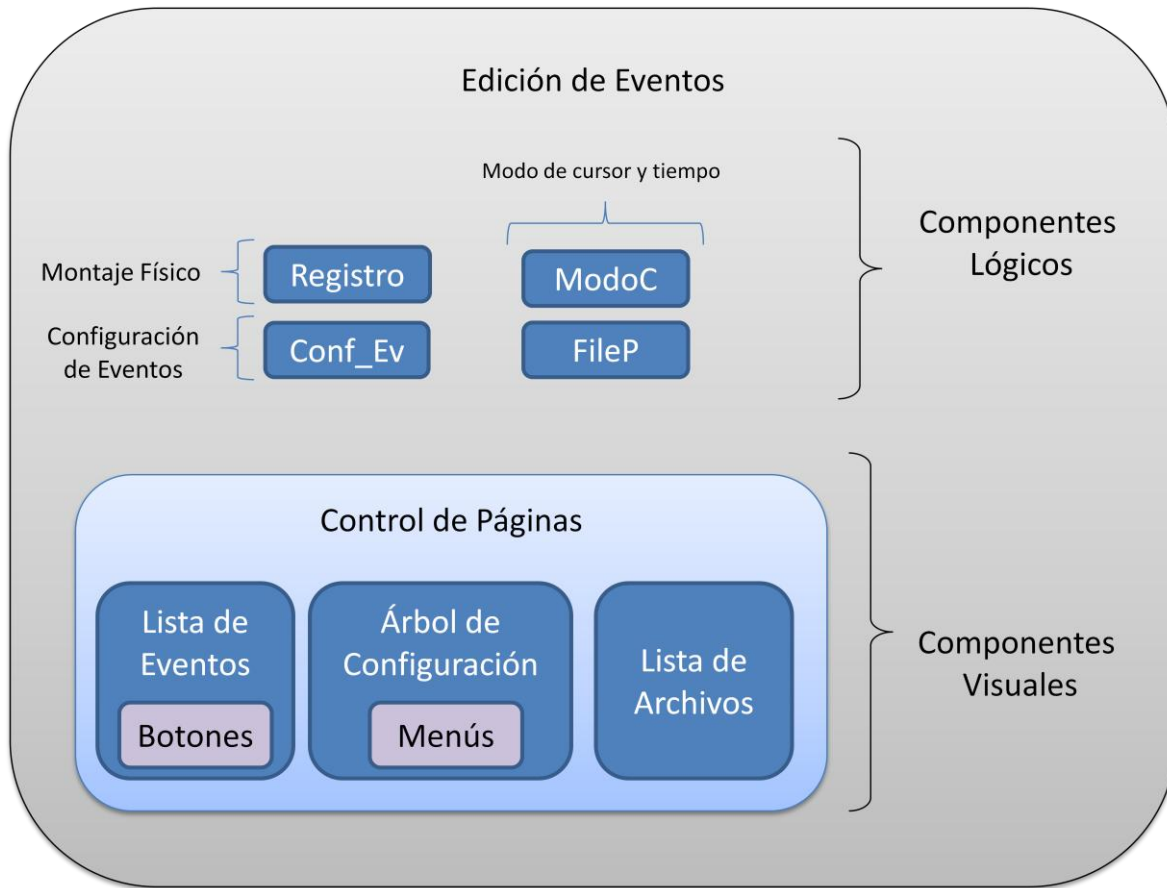 Edición de Eventos
Modo de cursor y tiempo
Componentes
Lógicos
Montaje Físico
Registro
ModoC
Configuración
de Eventos
Conf_Ev
FileP
Control de Páginas
Lista de
Eventos
Botones
Árbol de
Configuración
Menús
Lista de
Archivos
Componentes
Visuales